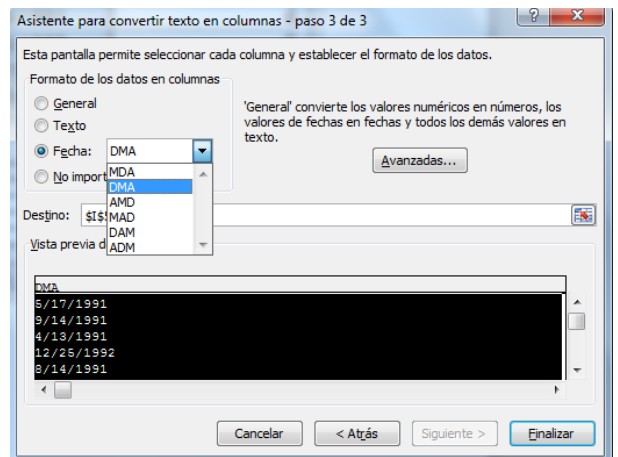 Asistente para convertir texto en columnas - paso 3 de 3
Esta pantalla permite seleccionar cada columna y establecer el formato de los datos.
Formato de los datos en columnas
General
Texto
Fecha: DMA
No import
MDA
DMA
AMD
MAD
DAM
ADM
'General' convierte los valores numéricos en números, los
valores de fechas en fechas y todos los demás valores en
texto.
Avanzadas...
Destino:
Vista previa d
DMA
5/17/1991
9/14/1991
4/13/1991
12/25/1992
8/14/1991
Cancelar
< Atrás
Siguiente >
Finalizar